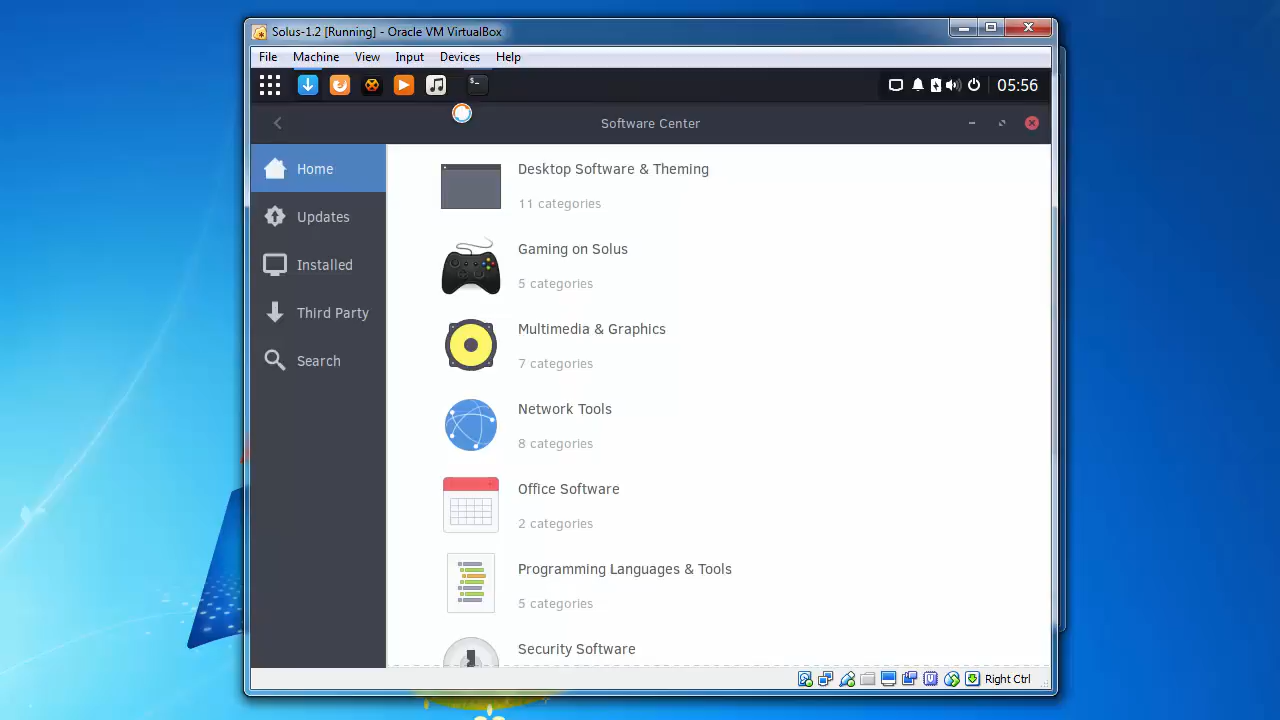 Solus-1.2 [Running] - Oracle VM VirtualBox
File Machine View Input Devices Help
$_ 05:56
Software Center
Home
Updates
Installed
Third Party
Search
Desktop Software & Theming
11 categories
Gaming on Solus
5 categories
Multimedia & Graphics
7 categories
Network Tools
8 categories
Office Software
2 categories
Programming Languages & Tools
5 categories
Security Software
Right Ctrl